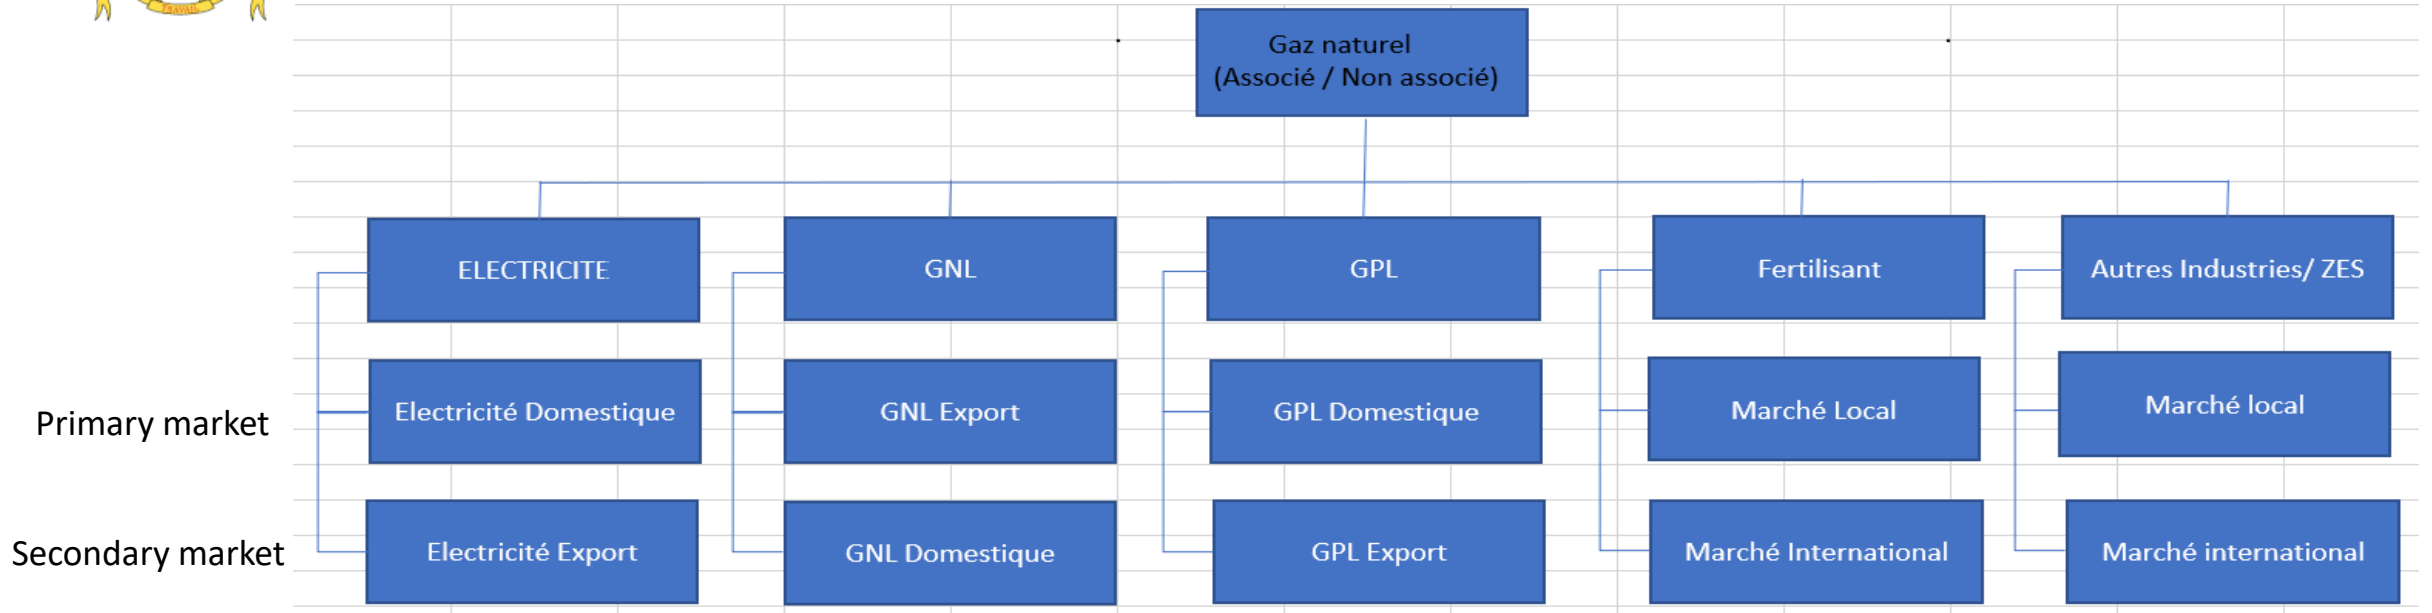 TRAVAIL
Gaz naturel
(Associé / Non associé)
ELECTRICITE
GNL
GPL
Fertilisant
Autres Industries/ ZES
Primary market
Electricité Domestique
GNL Export
GPL Domestique
Marché Local
Marché local
Secondary market
Electricité Export
GNL Domestique
GPL Export
Marché International
Marché international